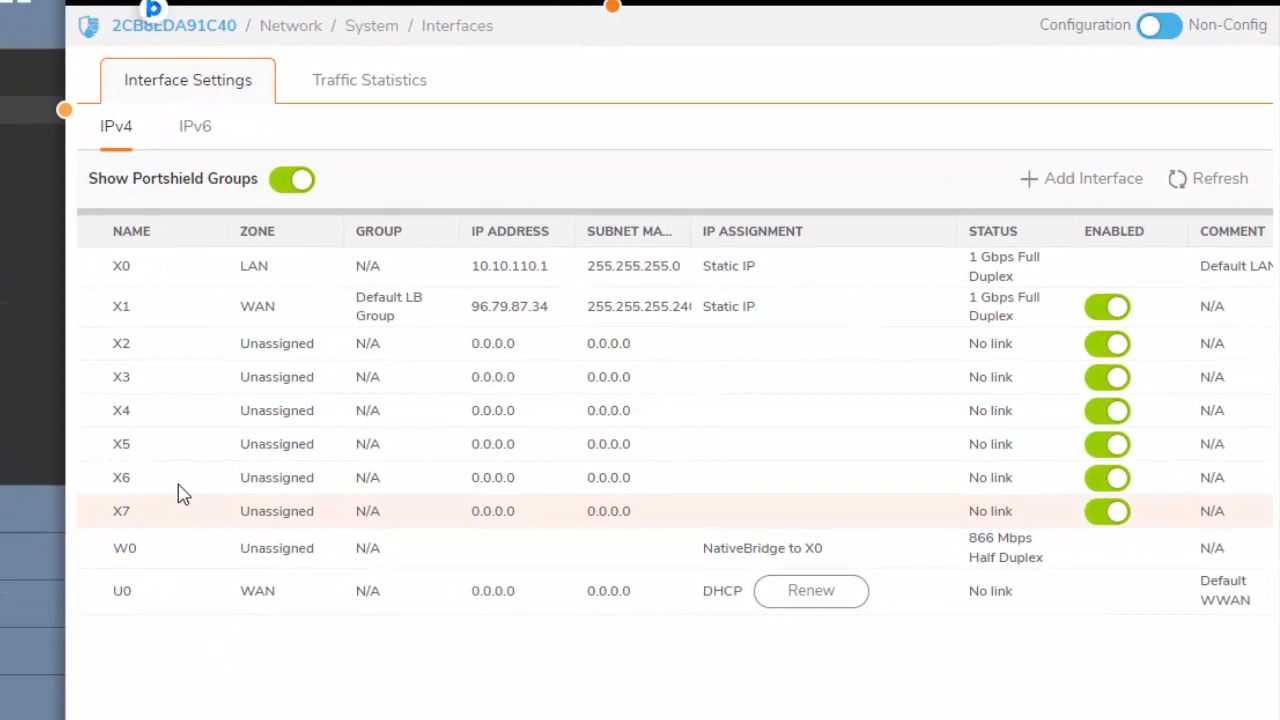 2CB8EDA91C40 / Network / System / Interfaces
Configuration Non-Config
Interface Settings Traffic Statistics
IPv4 IPv6
Show Portshield Groups
Add Interface Refresh
NAME ZONE GROUP IP ADDRESS SUBNET MA... IP ASSIGNMENT STATUS ENABLED COMMENT
X0 LAN N/A 10.10.110.1 255.255.255.0 Static IP 1 Gbps Full Default LAN
Duplex
X1 WAN Default LB 96.79.87.34 255.255.255.240 Static IP 1 Gbps Full N/A
Group Duplex
X2 Unassigned N/A 0.0.0.0 0.0.0.0 No link N/A
X3 Unassigned N/A 0.0.0.0 0.0.0.0 No link N/A
X4 Unassigned N/A 0.0.0.0 0.0.0.0 No link N/A
X5 Unassigned N/A 0.0.0.0 0.0.0.0 No link N/A
X6 Unassigned N/A 0.0.0.0 0.0.0.0 No link N/A
X7 Unassigned N/A 0.0.0.0 0.0.0.0 No link N/A
W0 Unassigned N/A NativeBridge to X0 866 Mbps N/A
Half Duplex
U0 WAN N/A 0.0.0.0 0.0.0.0 DHCP Renew No link Default
WWAN